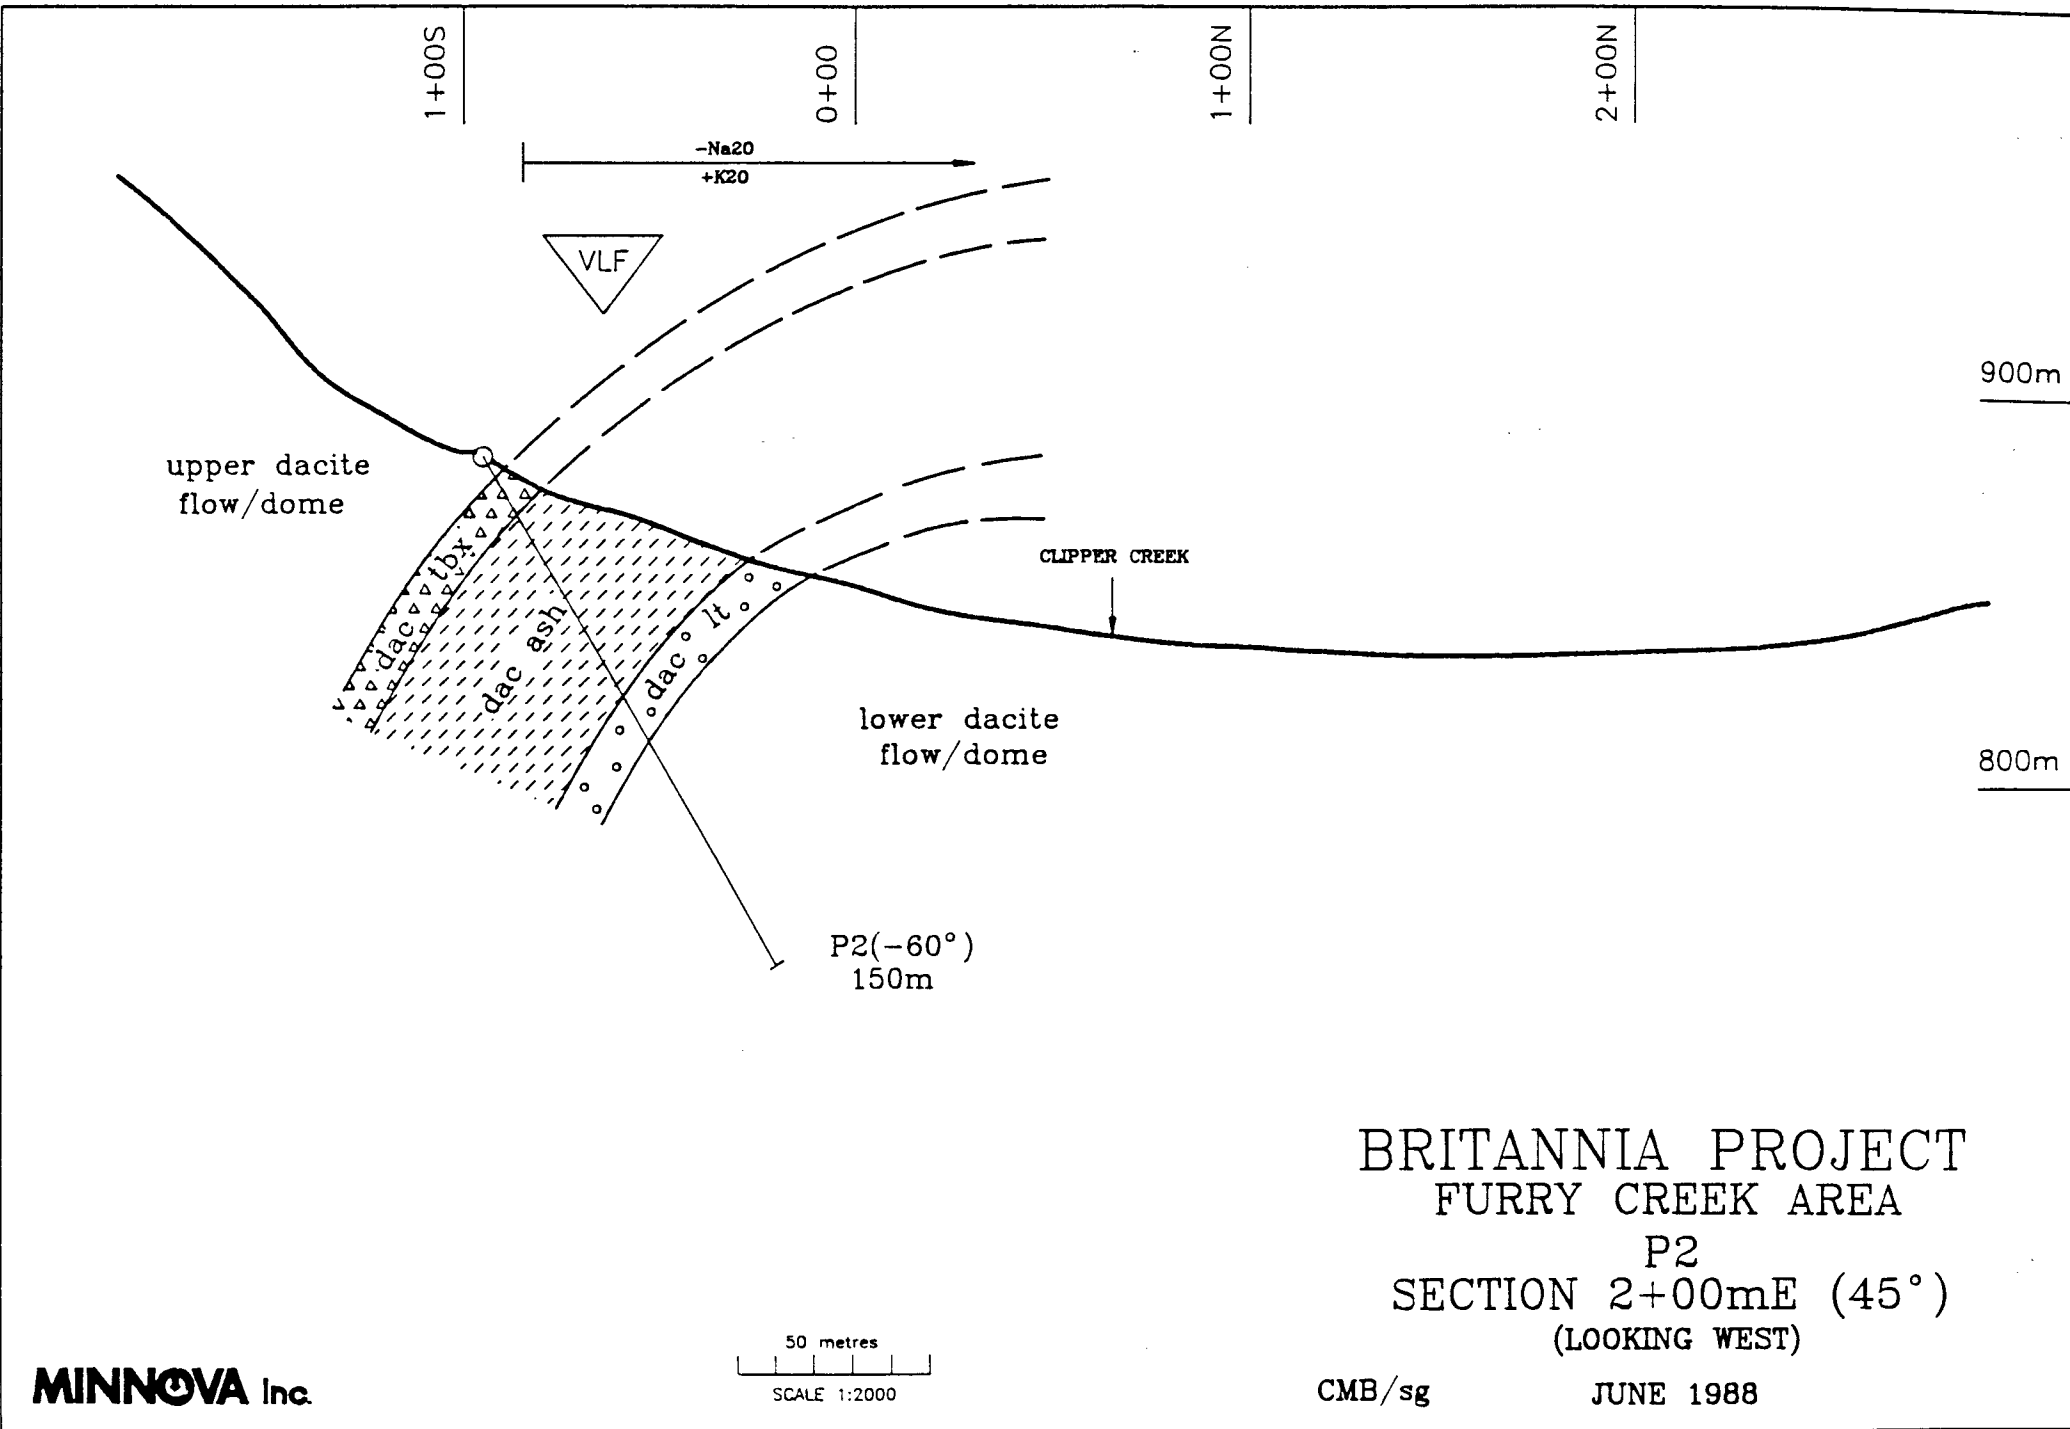 1+00S
0+00
1+00N
2+00N
-Na20
+K20
VLF
900m
upper dacite
flow/dome
CLIPPER CREEK
dac tbx
dac ash
dac lt
lower dacite
flow/dome
800m
P2(-60°)
150m
BRITANNIA PROJECT
FURRY CREEK AREA
P2
SECTION 2+00mE (45°)
(LOOKING WEST)
50 metres
SCALE 1:2000
MINNOVA Inc.
CMB/sg JUNE 1988